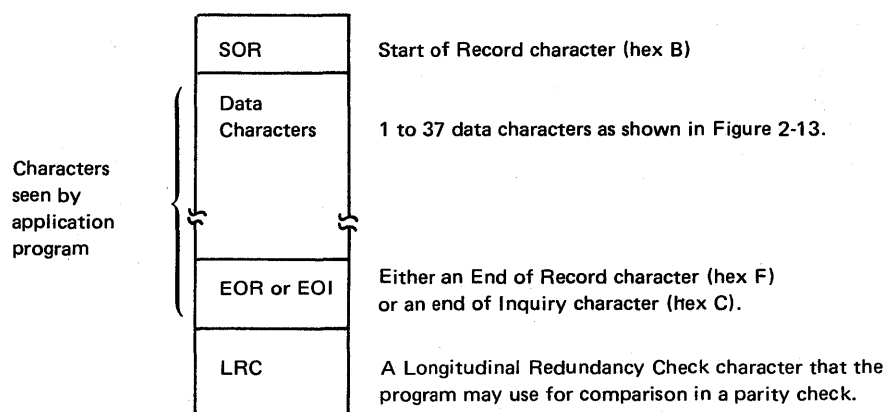 SOR
Start of Record character (hex B)
Data
Characters
1 to 37 data characters as shown in Figure 2-13.
Characters
seen by
application
program
EOR or EOI
Either an End of Record character (hex F)
or an end of Inquiry character (hex C).
LRC
A Longitudinal Redundancy Check character that the
program may use for comparison in a parity check.